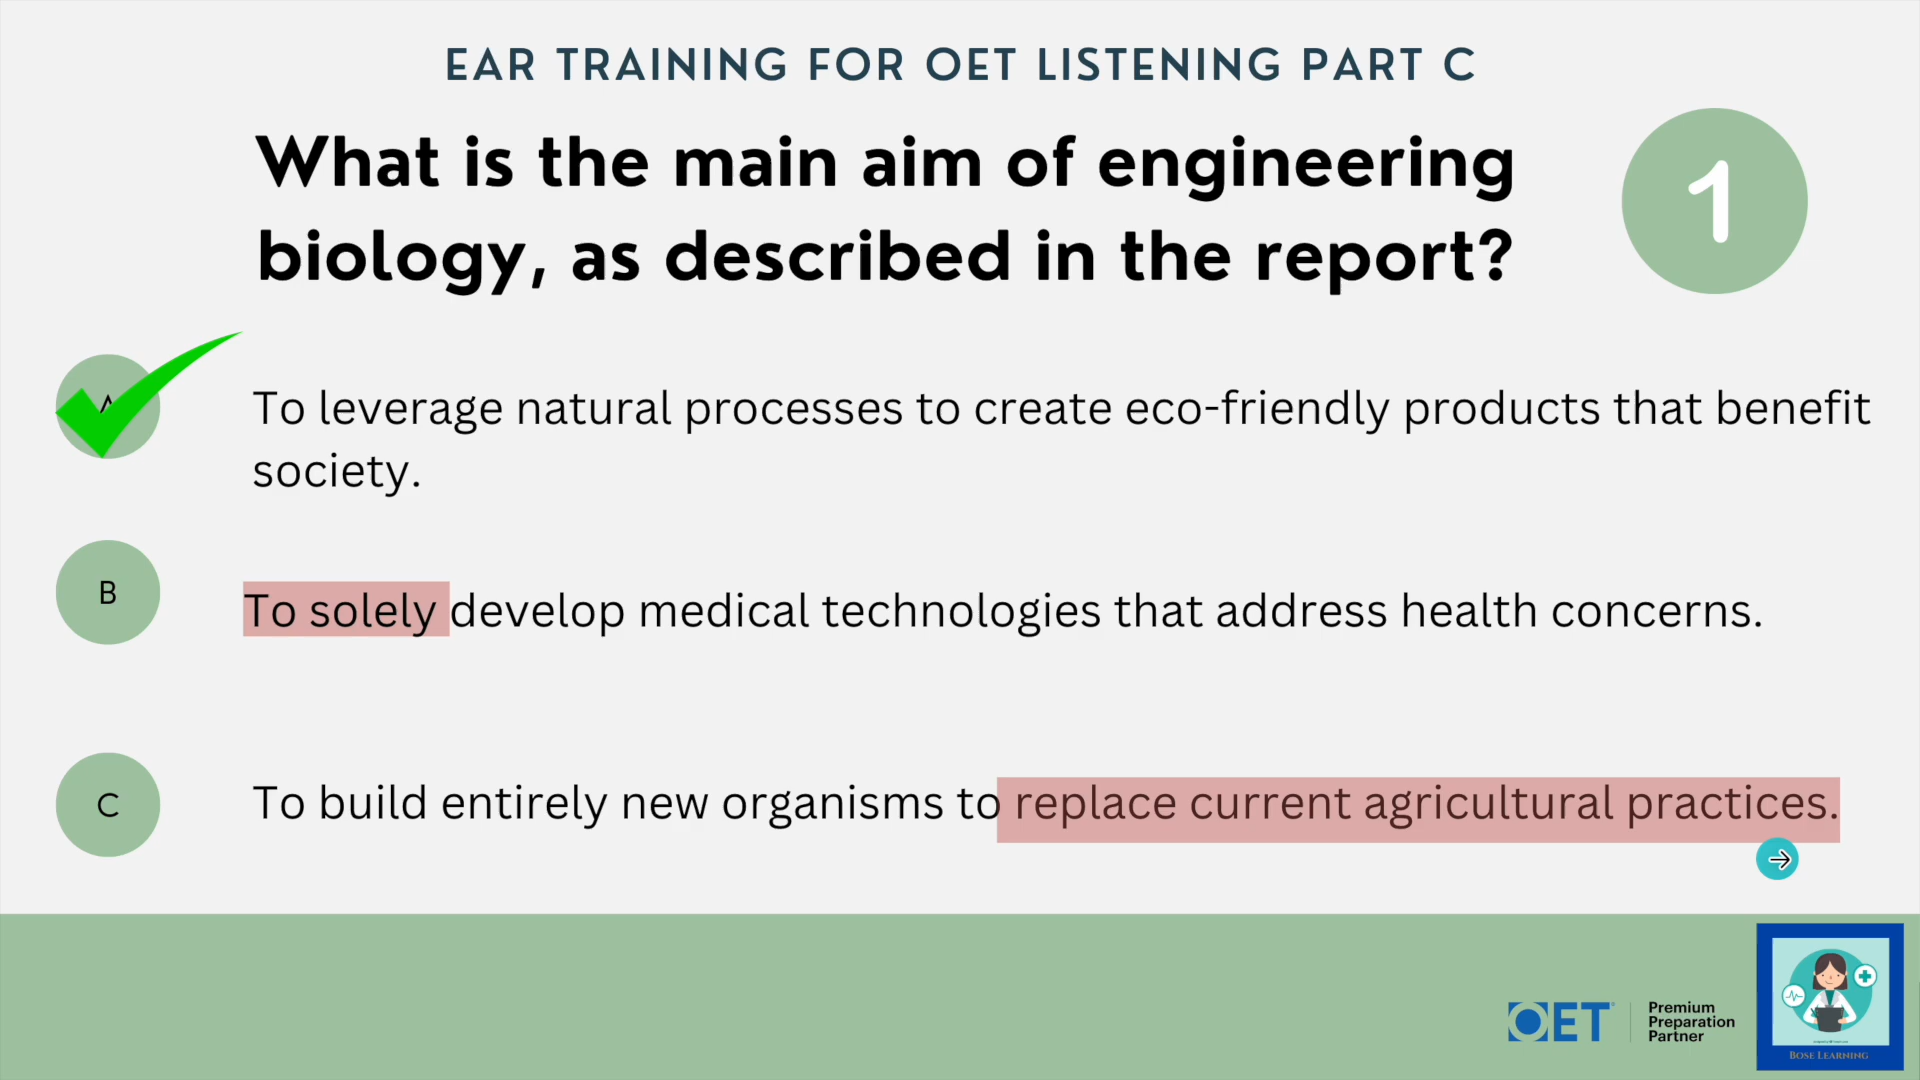 EAR TRAINING FOR OET LISTENING PART C
What is the main aim of engineering
biology, as described in the report?
1
To leverage natural processes to create eco-friendly products that benefit
society.
B
To solely develop medical technologies that address health concerns.
C
To build entirely new organisms to replace current agricultural practices.
OET
Premium
Preparation
Partner
BOSE LEARNING